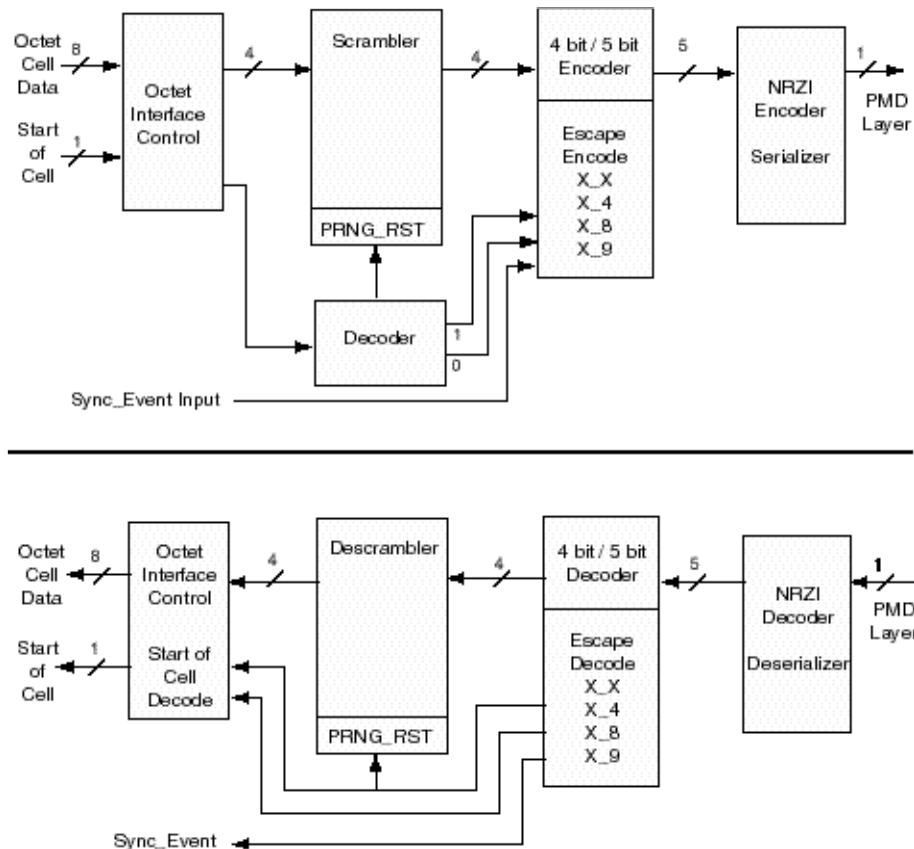 Octet
Cell
Data
8
Start
of
Cell
1
Octet
Interface
Control
4
Scrambler
PRNG_RST
4
4 bit / 5 bit
Encoder
Escape
Encode
X_X
X_4
X_8
X_9
5
NRZI
Encoder
Serializer
1
PMD
Layer
Decoder
1
0
Sync_Event Input
Octet
Cell
Data
8
Start
of
Cell
1
Octet
Interface
Control
Start of
Cell
Decode
4
Descrambler
PRNG_RST
4
4 bit / 5 bit
Decoder
Escape
Decode
X_X
X_4
X_8
X_9
5
NRZI
Decoder
Deserializer
1
PMD
Layer
Sync_Event